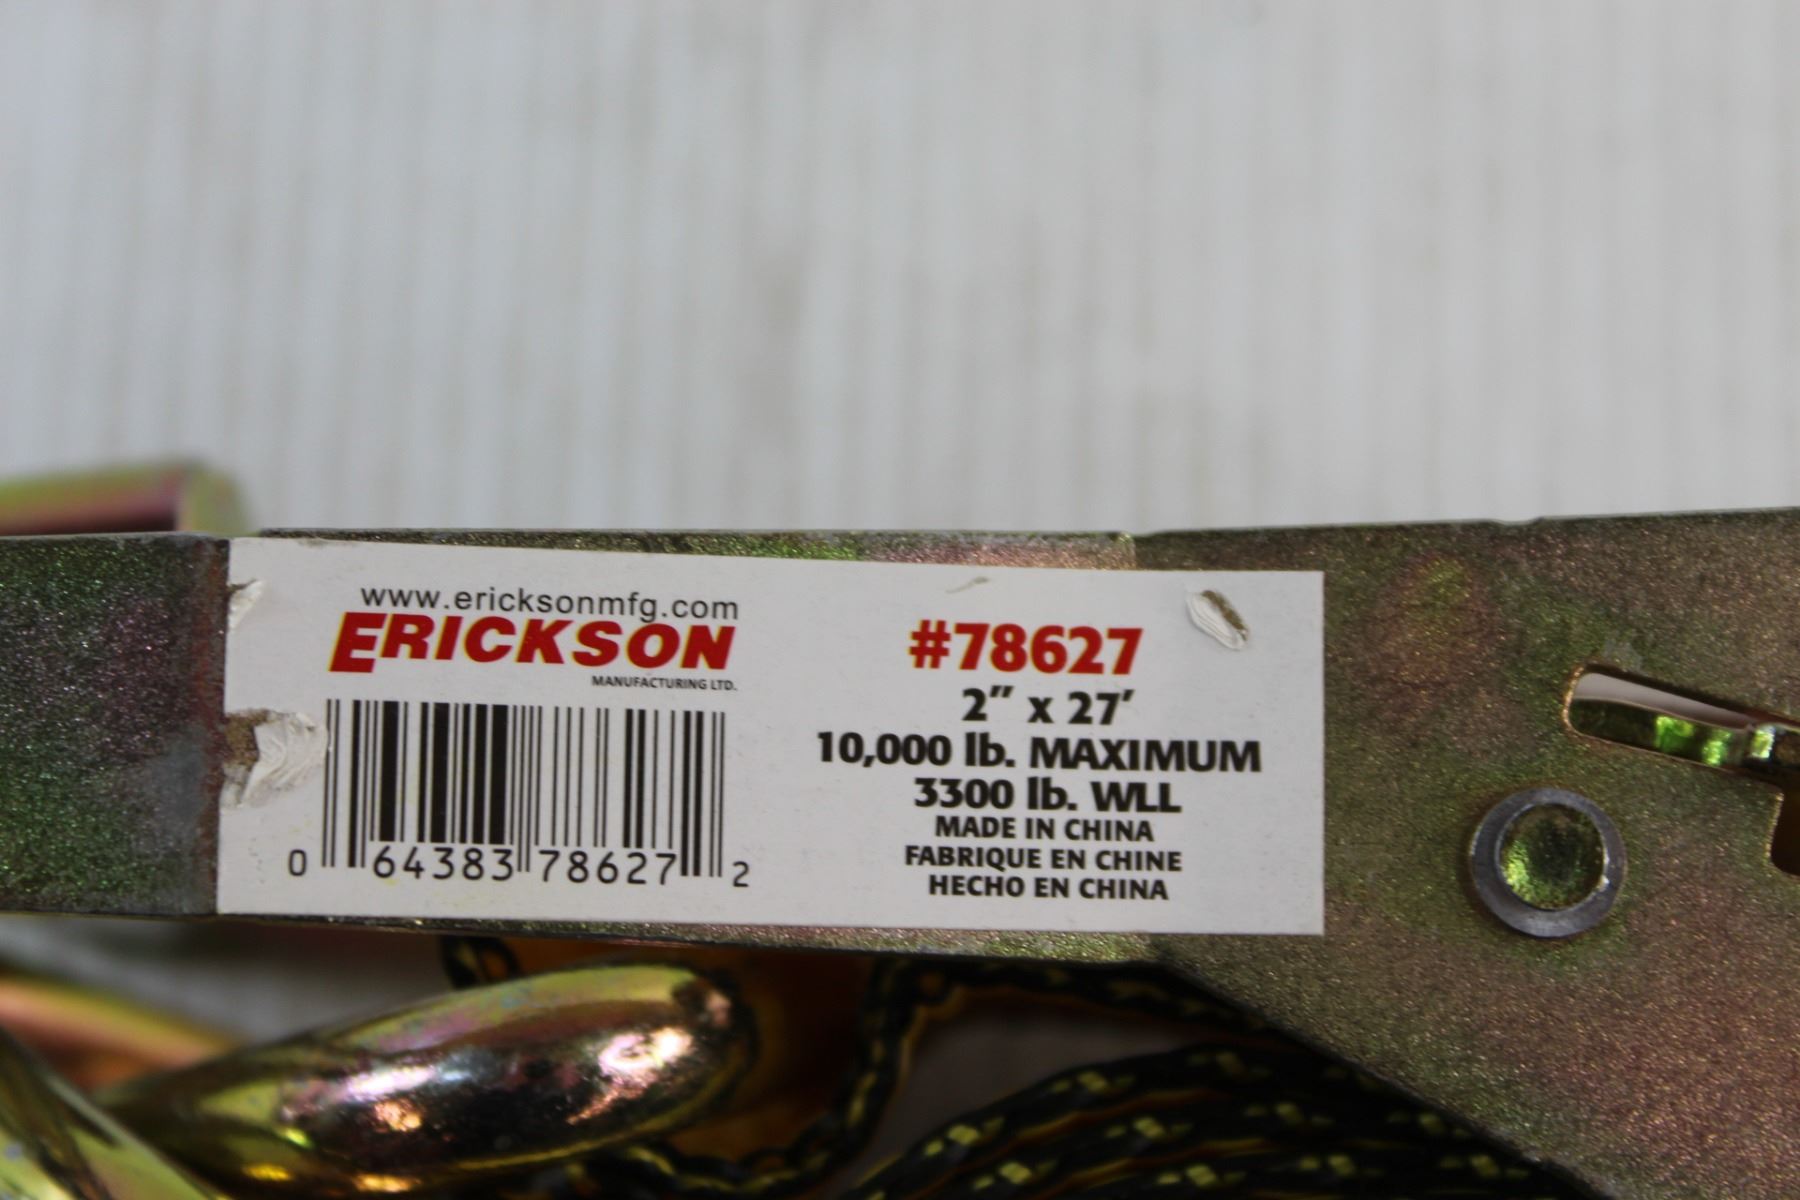 www.ericksonmfg.com
ERICKSON
MANUFACTURING LTD.
0 64383 78627 2
#78627
2" x 27'
10,000 lb. MAXIMUM
3300 lb. WLL
MADE IN CHINA
FABRIQUE EN CHINE
HECHO EN CHINA